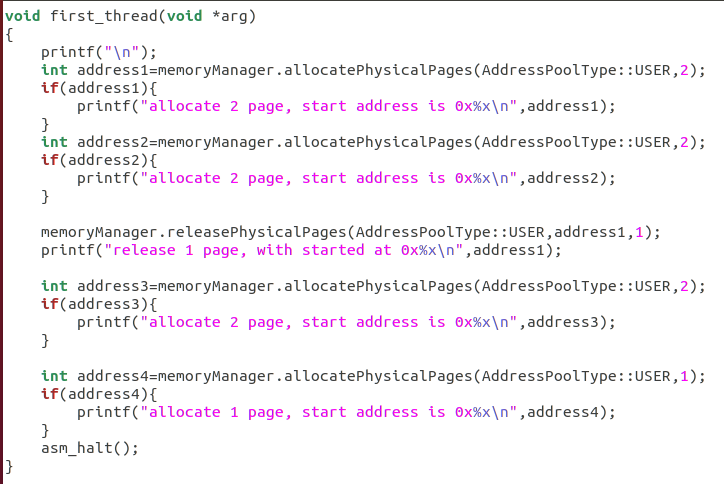 void first_thread(void *arg)
{
    printf("\n");
    int address1=memoryManager.allocatePhysicalPages(AddressPoolType::USER,2);
    if(address1){
        printf("allocate 2 page, start address is 0x%x\n",address1);
    }
    int address2=memoryManager.allocatePhysicalPages(AddressPoolType::USER,2);
    if(address2){
        printf("allocate 2 page, start address is 0x%x\n",address2);
    }

    memoryManager.releasePhysicalPages(AddressPoolType::USER,address1,1);
    printf("release 1 page, with started at 0x%x\n",address1);

    int address3=memoryManager.allocatePhysicalPages(AddressPoolType::USER,2);
    if(address3){
        printf("allocate 2 page, start address is 0x%x\n",address3);
    }

    int address4=memoryManager.allocatePhysicalPages(AddressPoolType::USER,1);
    if(address4){
        printf("allocate 1 page, start address is 0x%x\n",address4);
    }
    asm_halt();
}